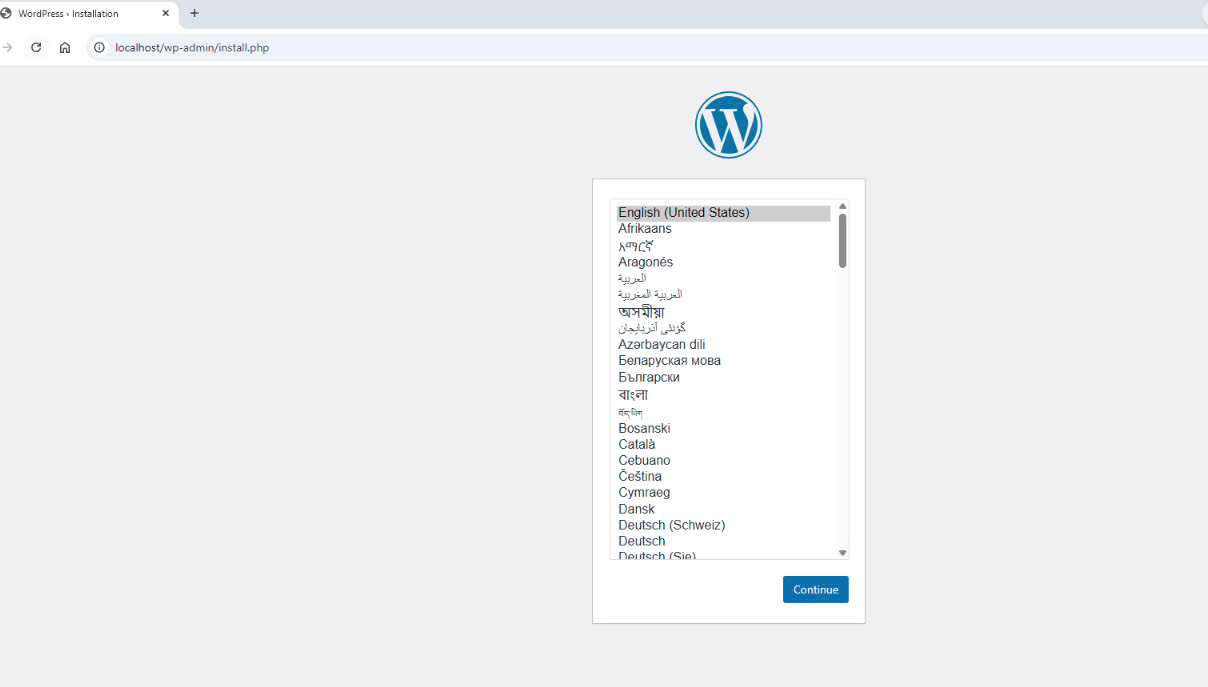 WordPress › Installation
localhost/wp-admin/install.php
English (United States)
Afrikaans
አማርኛ
Aragonés
العربية
العربية المغربية
অসমীয়া
گؤنئی آذربایجان
Azərbaycan dili
Беларуская мова
Български
বাংলা
བོད་ཡིག
Bosanski
Català
Cebuano
Čeština
Cymraeg
Dansk
Deutsch (Schweiz)
Deutsch
Deutsch (Sie)
Continue